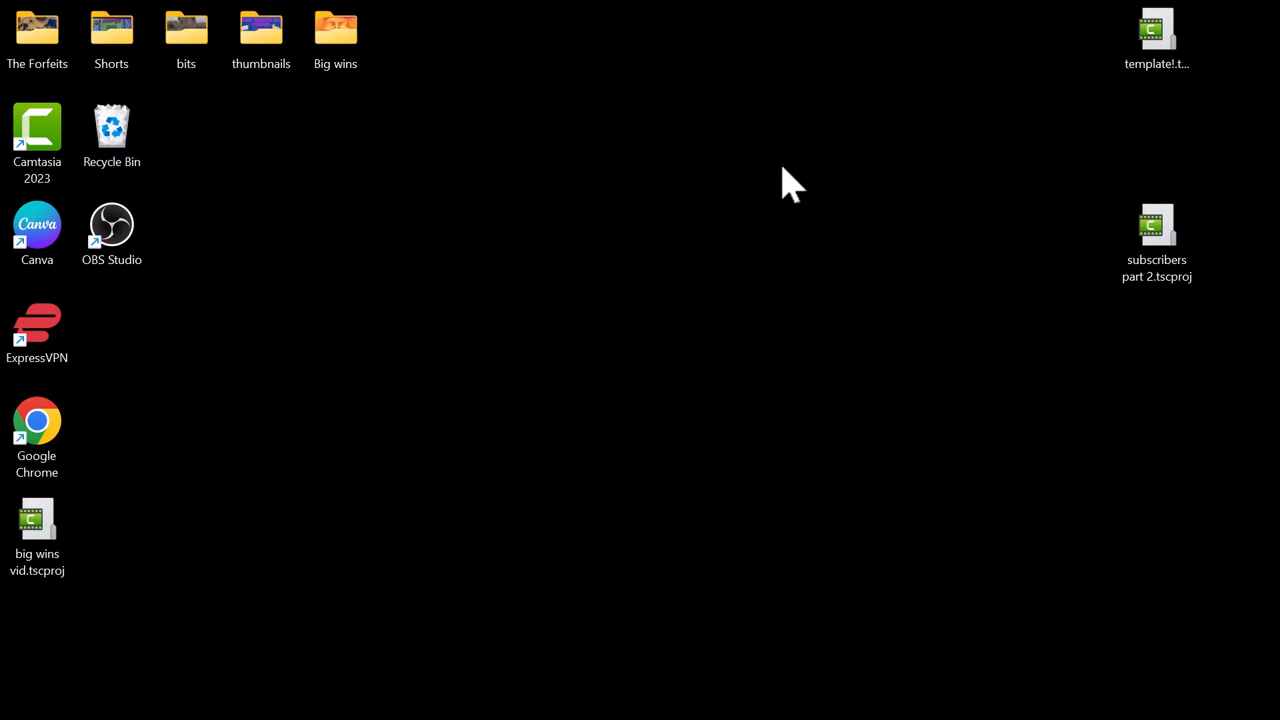 The Forfeits
Shorts
bits
thumbnails
Big wins
template!.t...
Camtasia
2023
Recycle Bin
Canva
Canva
OBS Studio
subscribers
part 2.tscproj
ExpressVPN
Google
Chrome
big wins
vid.tscproj